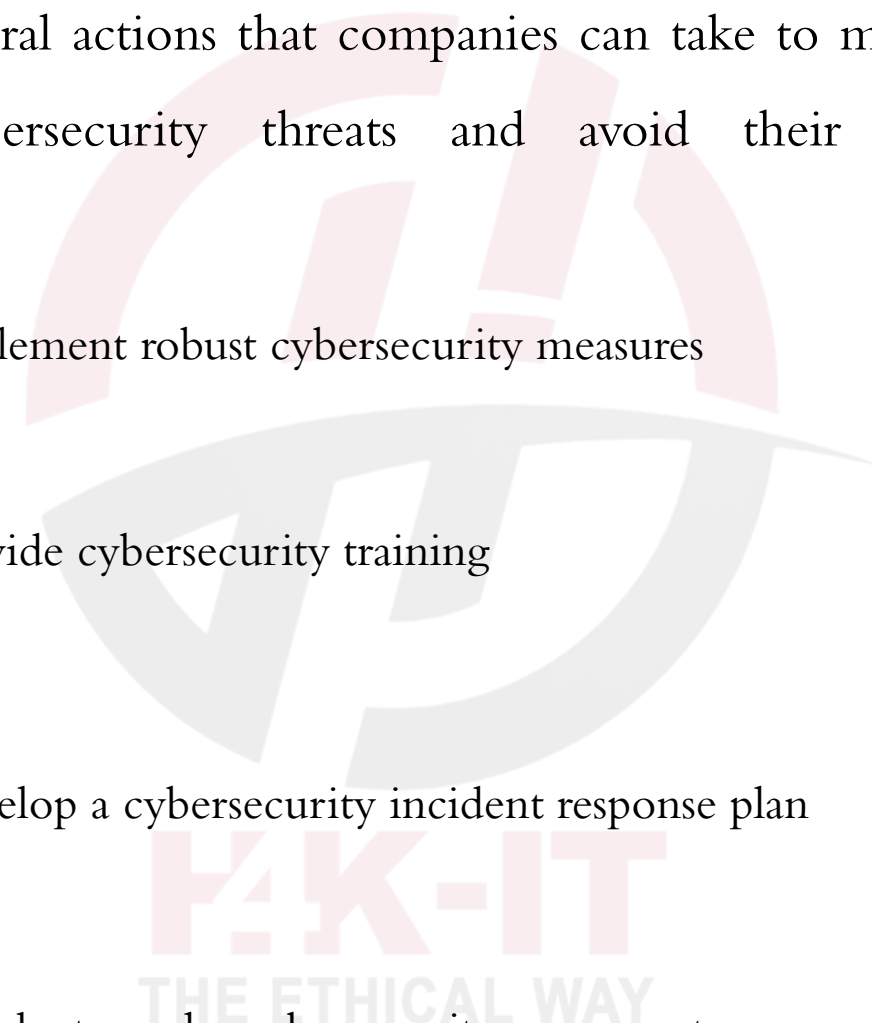 ral actions that companies can take to m
ersecurity threats and avoid their
lement robust cybersecurity measures
vide cybersecurity training
elop a cybersecurity incident response plan
H4K-IT
THE ETHICAL WAY